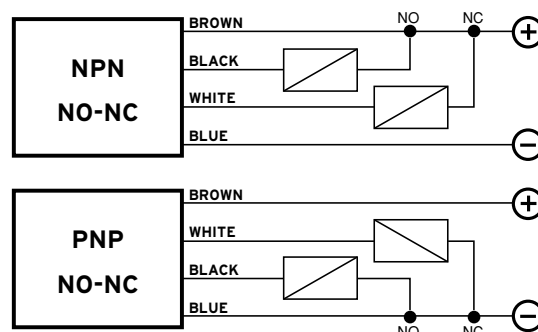 BROWN
NO
NC
+
NPN
NO-NC
BLACK
WHITE
BLUE
−
BROWN
+
PNP
NO-NC
WHITE
BLACK
BLUE
−
NO
NC